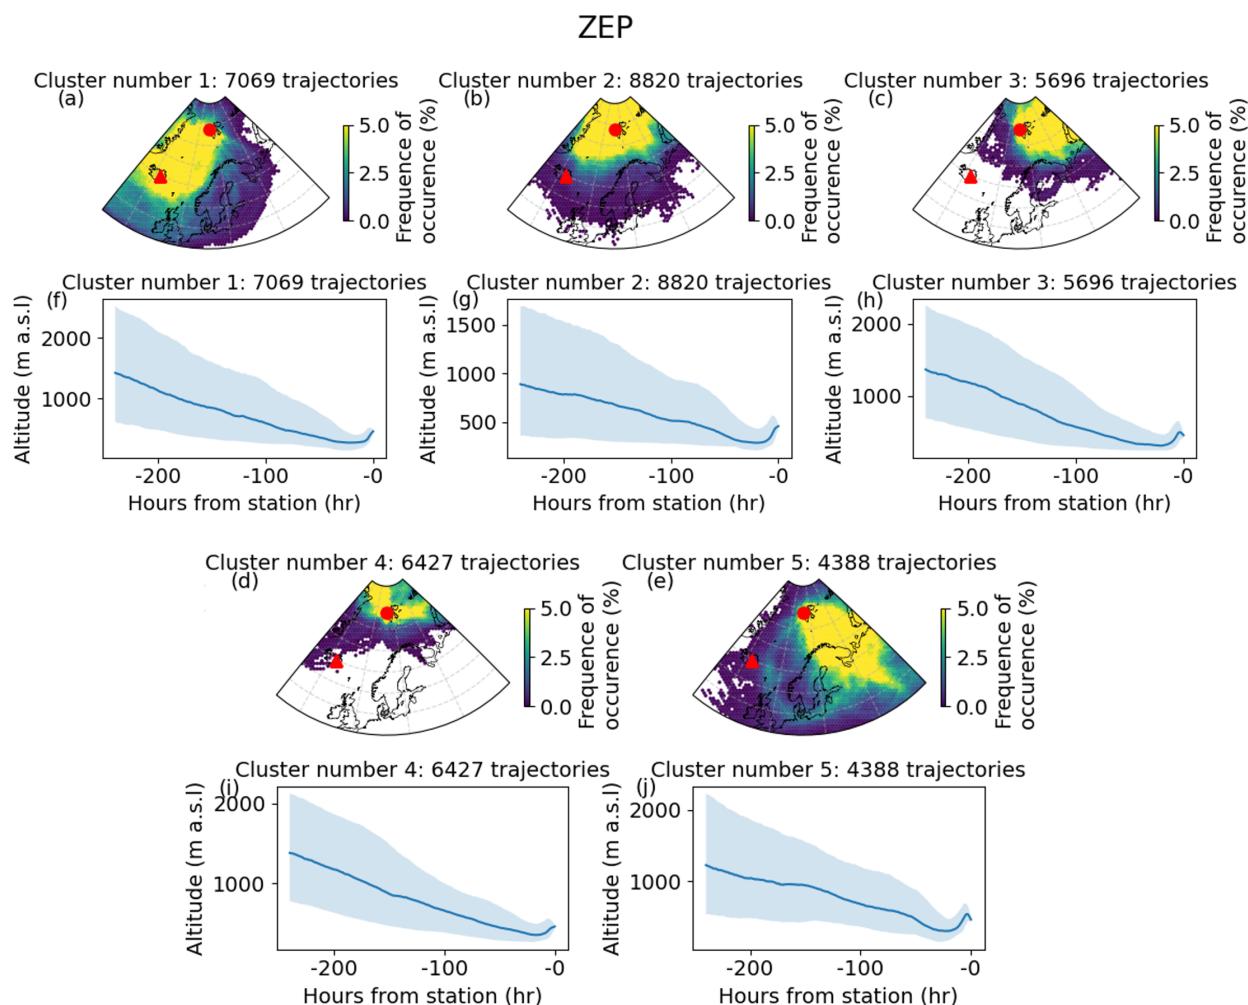 ZEP
Cluster number 1: 7069 trajectories
Cluster number 2: 8820 trajectories
Cluster number 3: 5696 trajectories
(a)
(b)
(c)
5.0
2.5
0.0
Frequence of
occurence (%)
5.0
2.5
0.0
Frequence of
occurence (%)
5.0
2.5
0.0
Frequence of
occurence (%)
Cluster number 1: 7069 trajectories
Cluster number 2: 8820 trajectories
Cluster number 3: 5696 trajectories
(f)
(g)
(h)
Altitude (m a.s.l)
2000
1000
-200
-100
-0
Hours from station (hr)
Altitude (m a.s.l)
1500
1000
500
-200
-100
-0
Hours from station (hr)
Altitude (m a.s.l)
2000
1000
-200
-100
-0
Hours from station (hr)
Cluster number 4: 6427 trajectories
Cluster number 5: 4388 trajectories
(d)
(e)
5.0
2.5
0.0
Frequence of
occurence (%)
5.0
2.5
0.0
Frequence of
occurence (%)
Cluster number 4: 6427 trajectories
Cluster number 5: 4388 trajectories
(i)
(j)
Altitude (m a.s.l)
2000
1000
-200
-100
-0
Hours from station (hr)
Altitude (m a.s.l)
2000
1000
-200
-100
-0
Hours from station (hr)